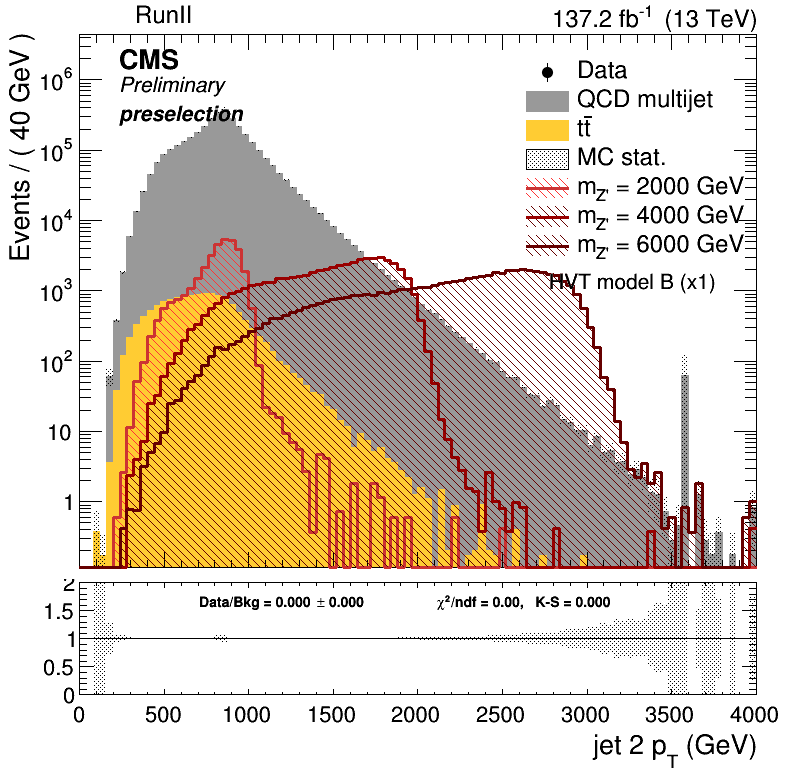 RunII
137.2 fb⁻¹ (13 TeV)
CMS
Preliminary
preselection
Data
QCD multijet
tt̄
MC stat.
m_Z' = 2000 GeV
m_Z' = 4000 GeV
m_Z' = 6000 GeV
HVT model B (x1)
Events / ( 40 GeV )
10⁶
10⁵
10⁴
10³
10²
10
1
Data/Bkg = 0.000 ± 0.000
χ²/ndf = 0.00, K-S = 0.000
2
1.5
1
0.5
0
0 500 1000 1500 2000 2500 3000 3500 4000
jet 2 p_T (GeV)